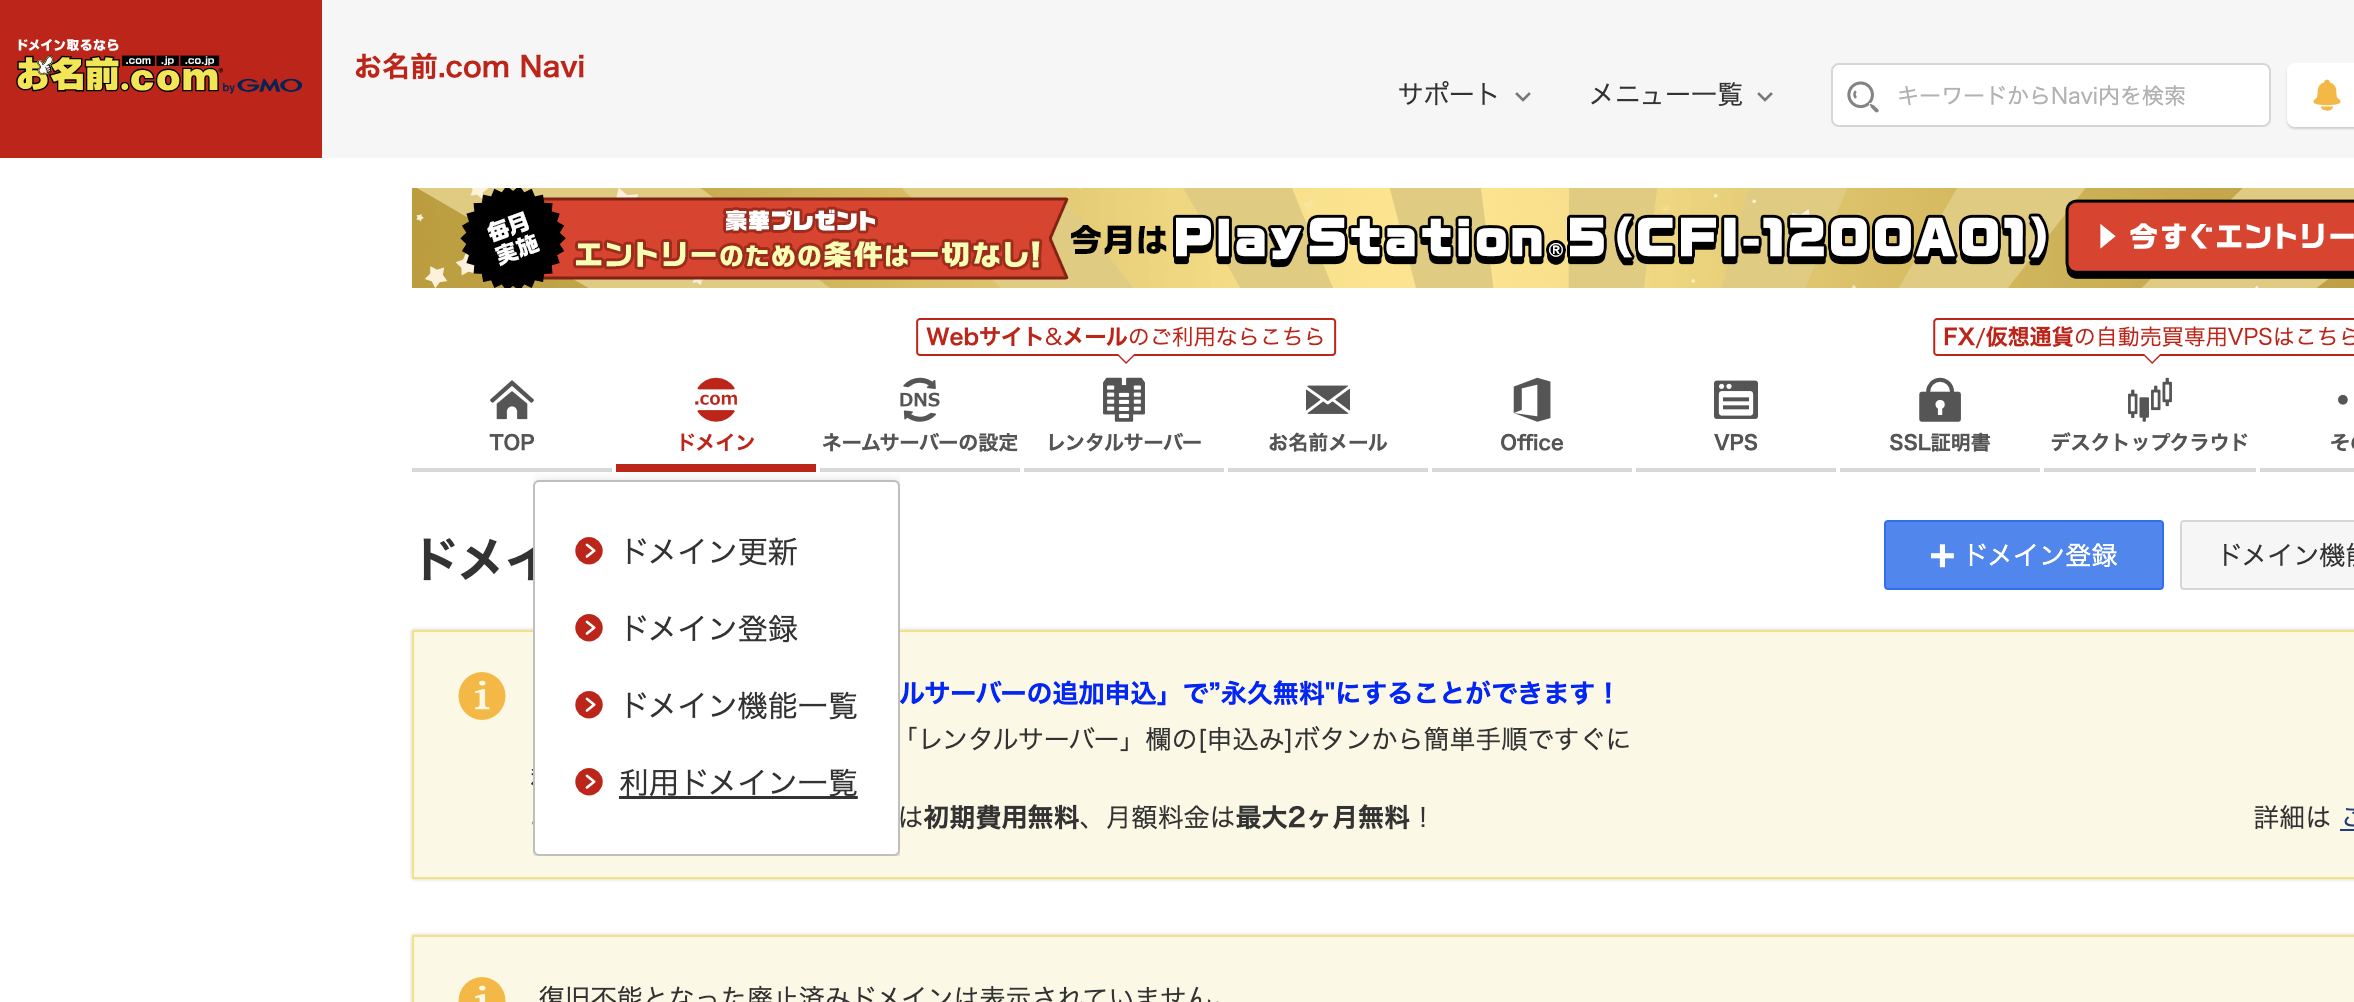 ドメイン取るなら
お名前.com
.com .jp .co.jp
by GMO
お名前.com Navi
サポート
メニュー一覧
キーワードからNavi内を検索
毎月
実施
豪華プレゼント
エントリーのための条件は一切なし!
今月はPlayStation®5(CFI-1200A01)
今すぐエントリー
Webサイト&メールのご利用ならこちら
FX/仮想通貨の自動売買専用VPSはこちら
TOP
.com
ドメイン
DNS
ネームサーバーの設定
レンタルサーバー
お名前メール
Office
VPS
SSL証明書
デスクトップクラウド
そ
ドメイ
ドメイン更新
ドメイン登録
ドメイン機能一覧
利用ドメイン一覧
+ドメイン登録
ドメイン機能
ルサーバーの追加申込」で”永久無料"にすることができます！
「レンタルサーバー」欄の[申込み]ボタンから簡単手順ですぐに
は初期費用無料、月額料金は最大2ヶ月無料！
詳細は こ
復旧不能となった廃止済みドメインは表示されていません。